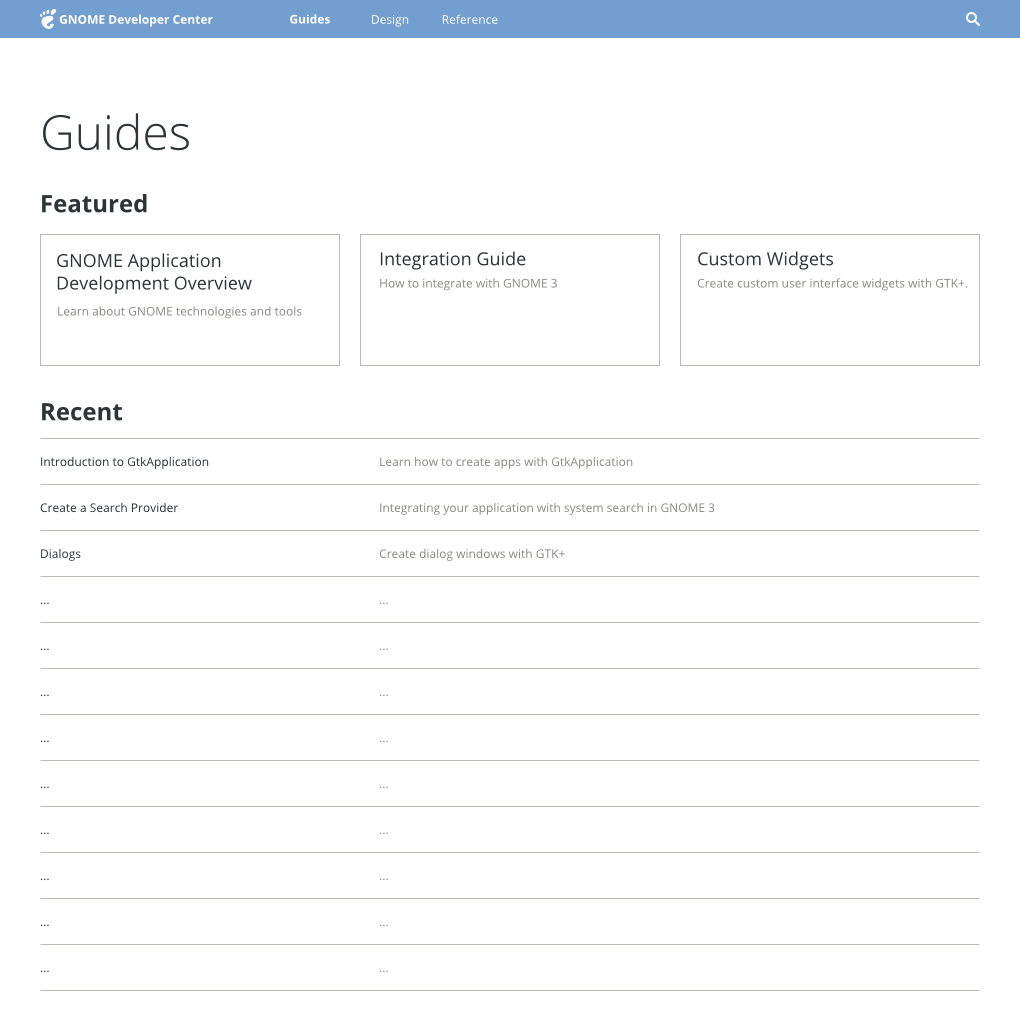 GNOME Developer Center Guides Design Reference
Guides
Featured
GNOME Application
Development Overview
Learn about GNOME technologies and tools
Integration Guide
How to integrate with GNOME 3
Custom Widgets
Create custom user interface widgets with GTK+.
Recent
Introduction to GtkApplication Learn how to create apps with GtkApplication
Create a Search Provider Integrating your application with system search in GNOME 3
Dialogs Create dialog windows with GTK+
... ...
... ...
... ...
... ...
... ...
... ...
... ...
... ...
... ...